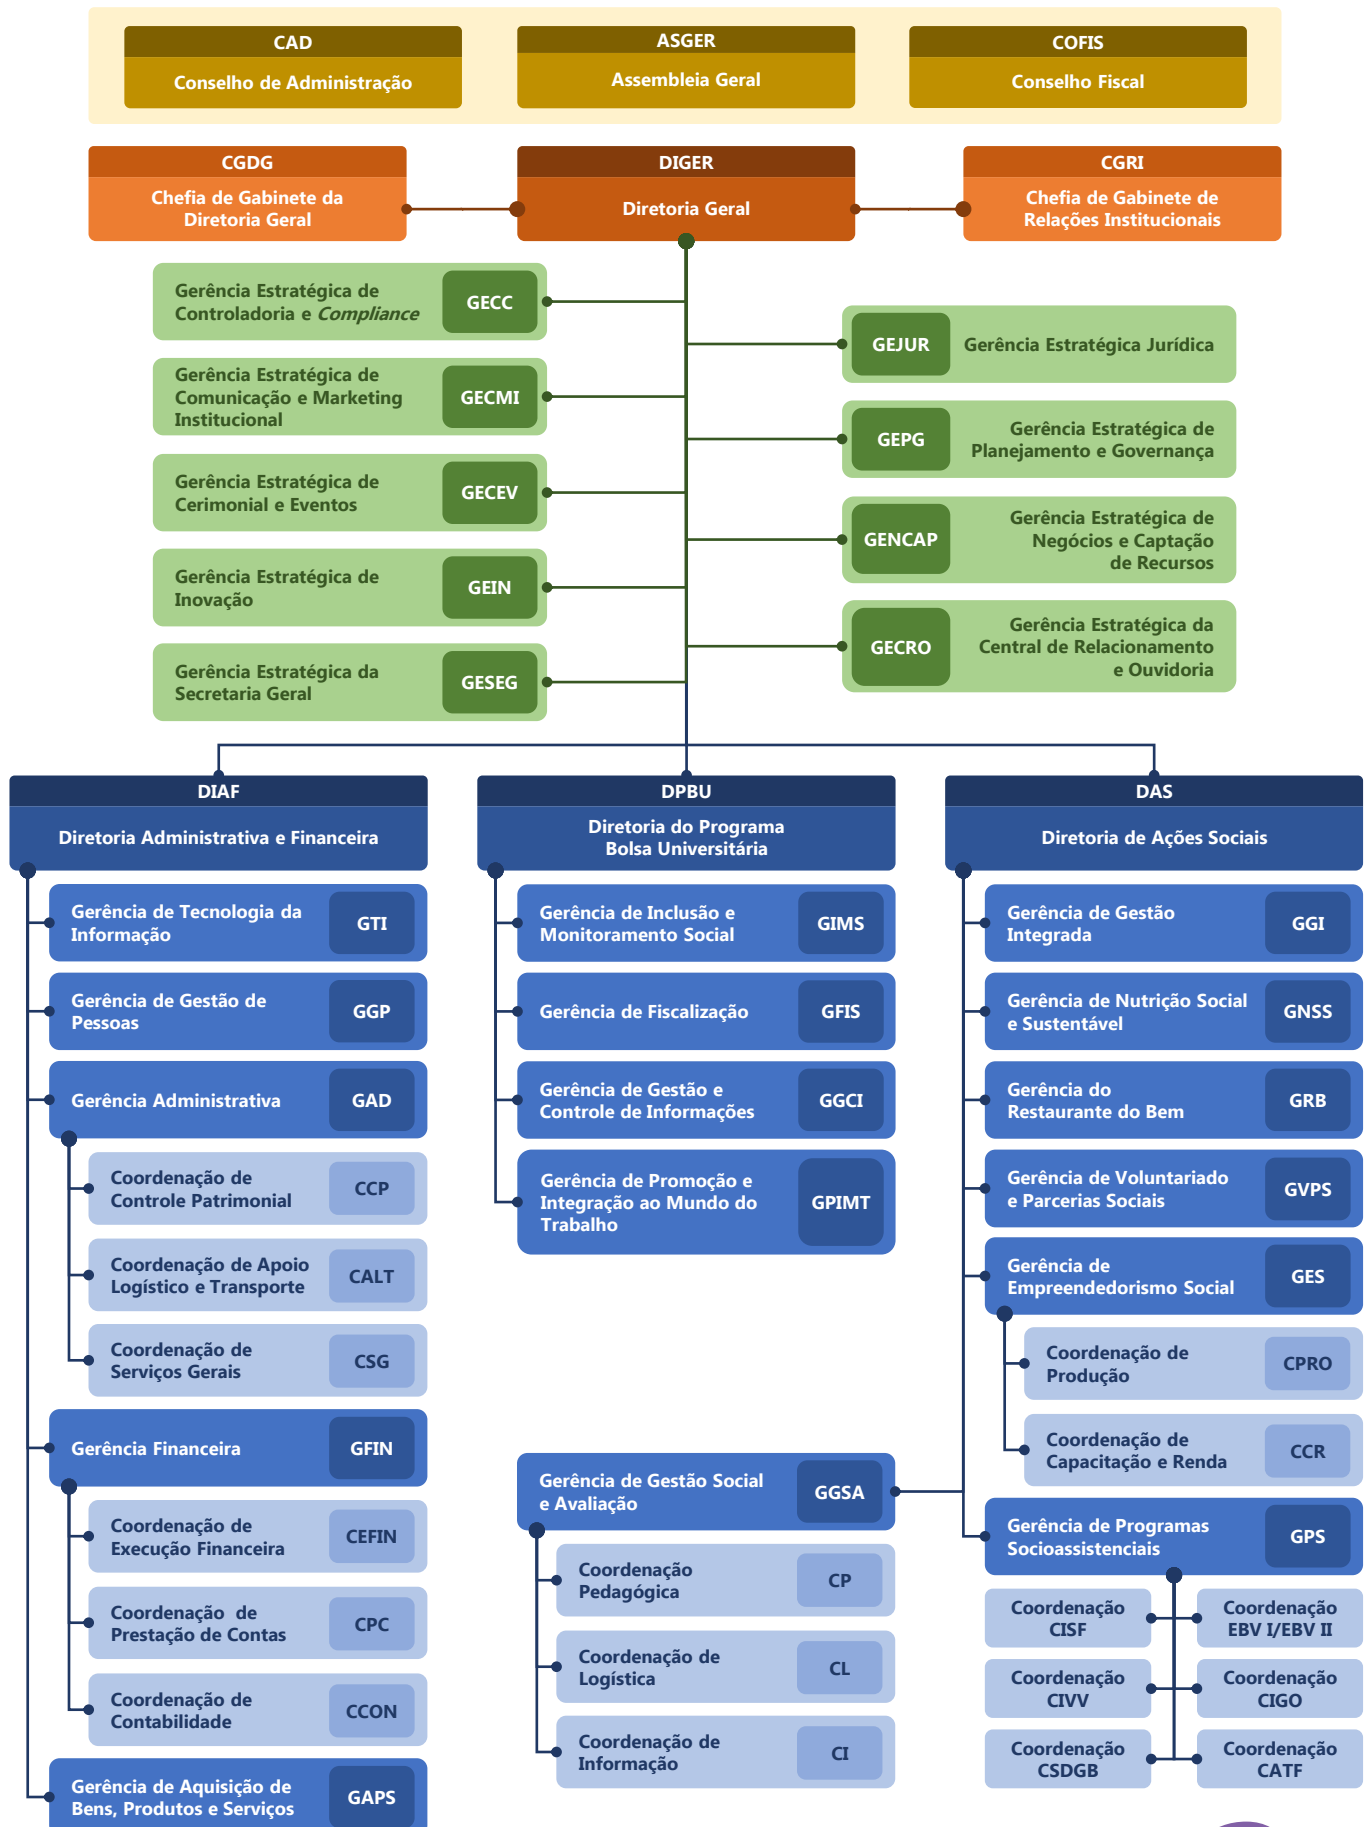 CAD
Conselho de Administração
ASGER
Assembleia Geral
COFIS
Conselho Fiscal
CGDG
Chefia de Gabinete da
Diretoria Geral
DIGER
Diretoria Geral
CGRI
Chefia de Gabinete de
Relações Institucionais
Gerência Estratégica de
Controladoria e Compliance
GECC
Gerência Estratégica de
Comunicação e Marketing
Institucional
GECMI
Gerência Estratégica de
Cerimonial e Eventos
GECEV
Gerência Estratégica de
Inovação
GEIN
Gerência Estratégica da
Secretaria Geral
GESEG
GEJUR
Gerência Estratégica Jurídica
GEPG
Gerência Estratégica de
Planejamento e Governança
GENCAP
Gerência Estratégica de
Negócios e Captação
de Recursos
GECRO
Gerência Estratégica da
Central de Relacionamento
e Ouvidoria
DIAF
Diretoria Administrativa e Financeira
Gerência de Tecnologia da
Informação
GTI
Gerência de Gestão de
Pessoas
GGP
Gerência Administrativa
GAD
Coordenação de
Controle Patrimonial
CCP
Coordenação de Apoio
Logístico e Transporte
CALT
Coordenação de
Serviços Gerais
CSG
Gerência Financeira
GFIN
Coordenação de
Execução Financeira
CEFIN
Coordenação de
Prestação de Contas
CPC
Coordenação de
Contabilidade
CCON
Gerência de Aquisição de
Bens, Produtos e Serviços
GAPS
DPBU
Diretoria do Programa
Bolsa Universitária
Gerência de Inclusão e
Monitoramento Social
GIMS
Gerência de Fiscalização
GFIS
Gerência de Gestão e
Controle de Informações
GGCI
Gerência de Promoção e
Integração ao Mundo do
Trabalho
GPIMT
Gerência de Gestão Social
e Avaliação
GGSA
Coordenação
Pedagógica
CP
Coordenação de
Logística
CL
Coordenação de
Informação
CI
DAS
Diretoria de Ações Sociais
Gerência de Gestão
Integrada
GGI
Gerência de Nutrição Social
e Sustentável
GNSS
Gerência do
Restaurante do Bem
GRB
Gerência de Voluntariado
e Parcerias Sociais
GVPS
Gerência de
Empreendedorismo Social
GES
Coordenação de
Produção
CPRO
Coordenação de
Capacitação e Renda
CCR
Gerência de Programas
Socioassistenciais
GPS
Coordenação
CISF
Coordenação
EBV I/EBV II
Coordenação
CIVV
Coordenação
CIGO
Coordenação
CSDGB
Coordenação
CATF